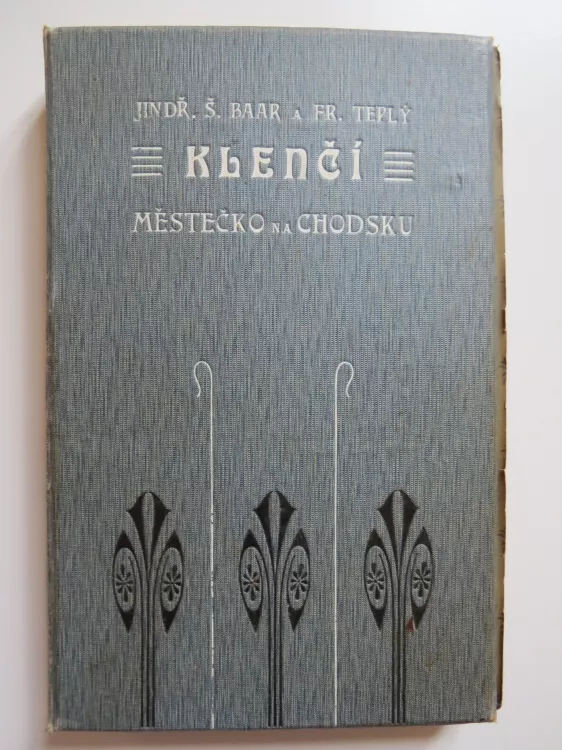 JINDŘ. Š. BAAR A FR. TEPLÝ
KLENČÍ
MĚSTEČKO NA CHODSKU